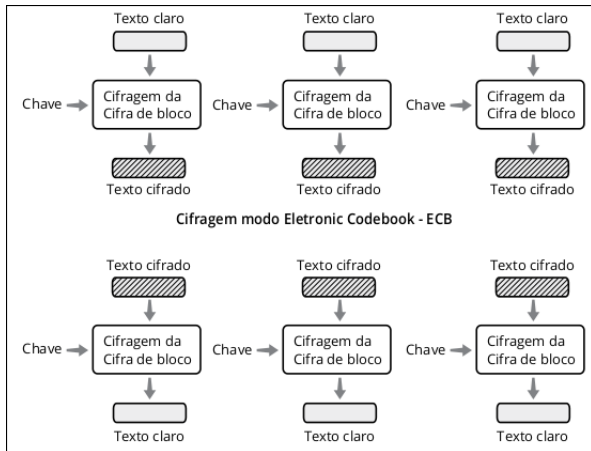 Texto claro Texto claro Texto claro
Chave Cifragem da Chave Cifragem da Chave Cifragem da
Cifra de bloco Cifra de bloco Cifra de bloco
Texto cifrado Texto cifrado Texto cifrado
Cifragem modo Eletronic Codebook - ECB
Texto cifrado Texto cifrado Texto cifrado
Chave Cifragem da Chave Cifragem da Chave Cifragem da
Cifra de bloco Cifra de bloco Cifra de bloco
Texto claro Texto claro Texto claro